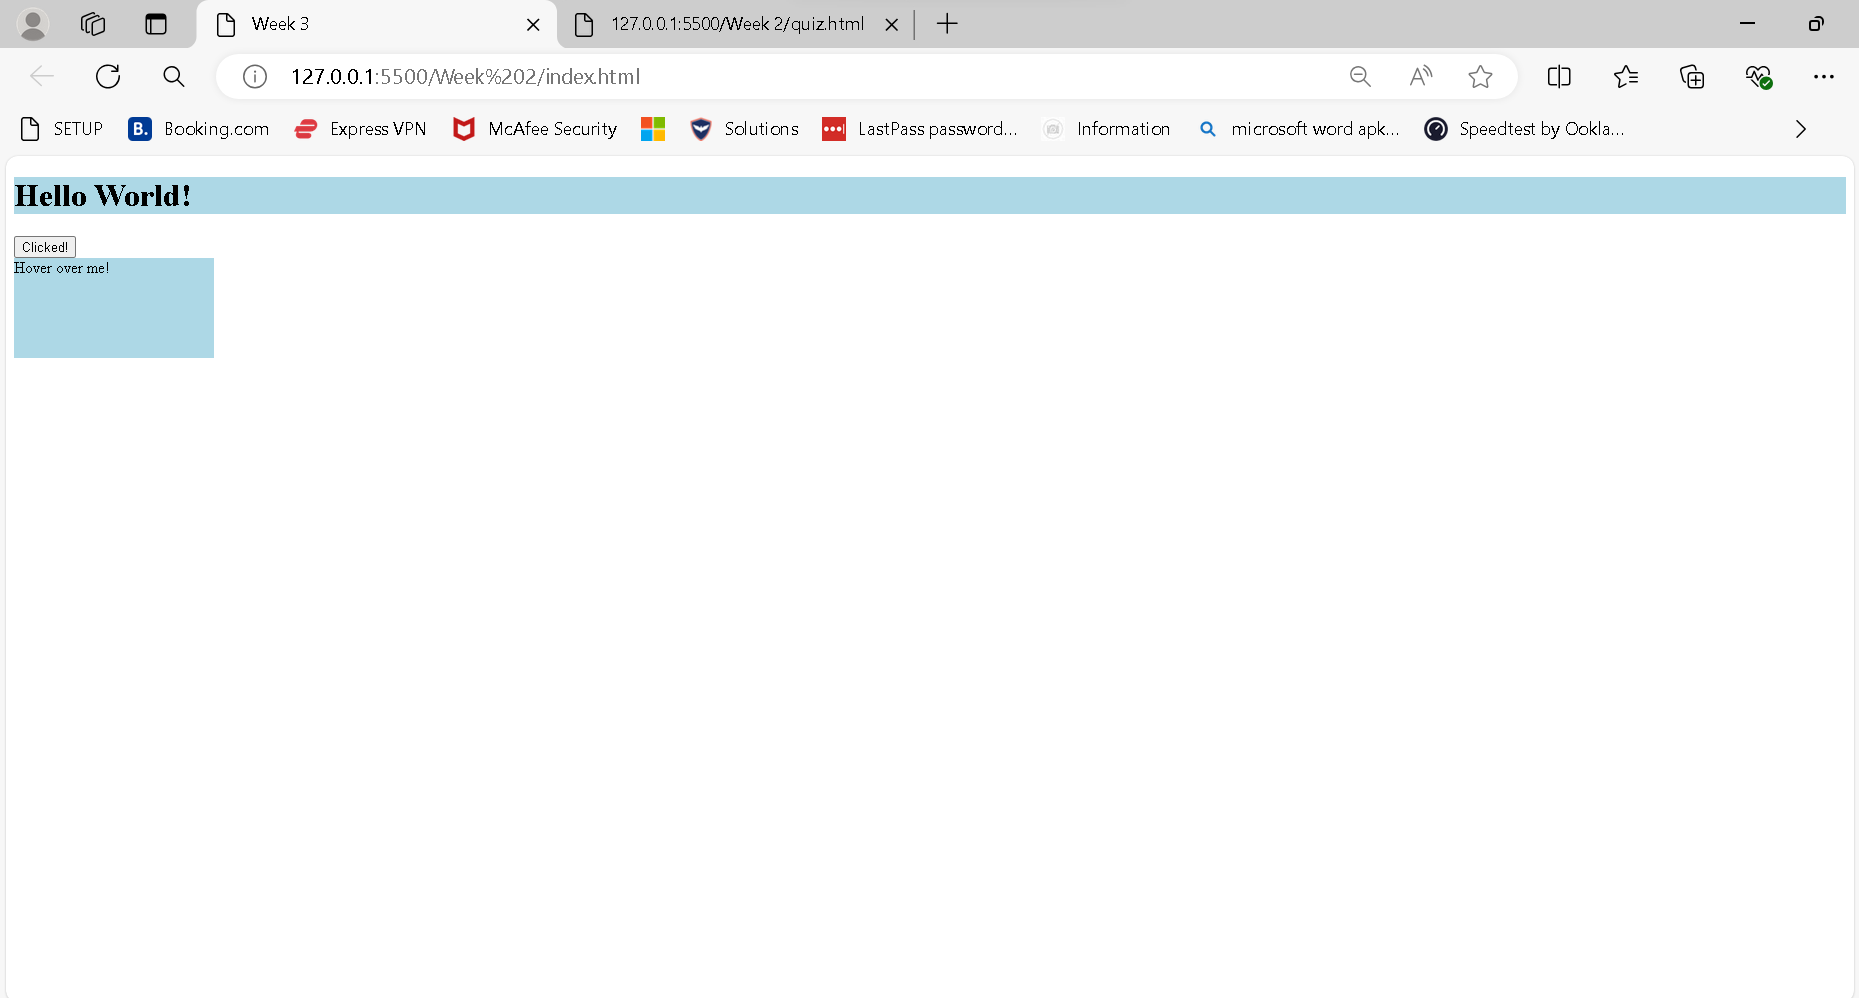 Week 3
127.0.0.1:5500/Week 2/quiz.html
127.0.0.1:5500/Week%202/index.html
SETUP
B. Booking.com
Express VPN
McAfee Security
Solutions
LastPass password...
Information
microsoft word apk...
Speedtest by Ookla...
Hello World!
Clicked!
Hover over me!